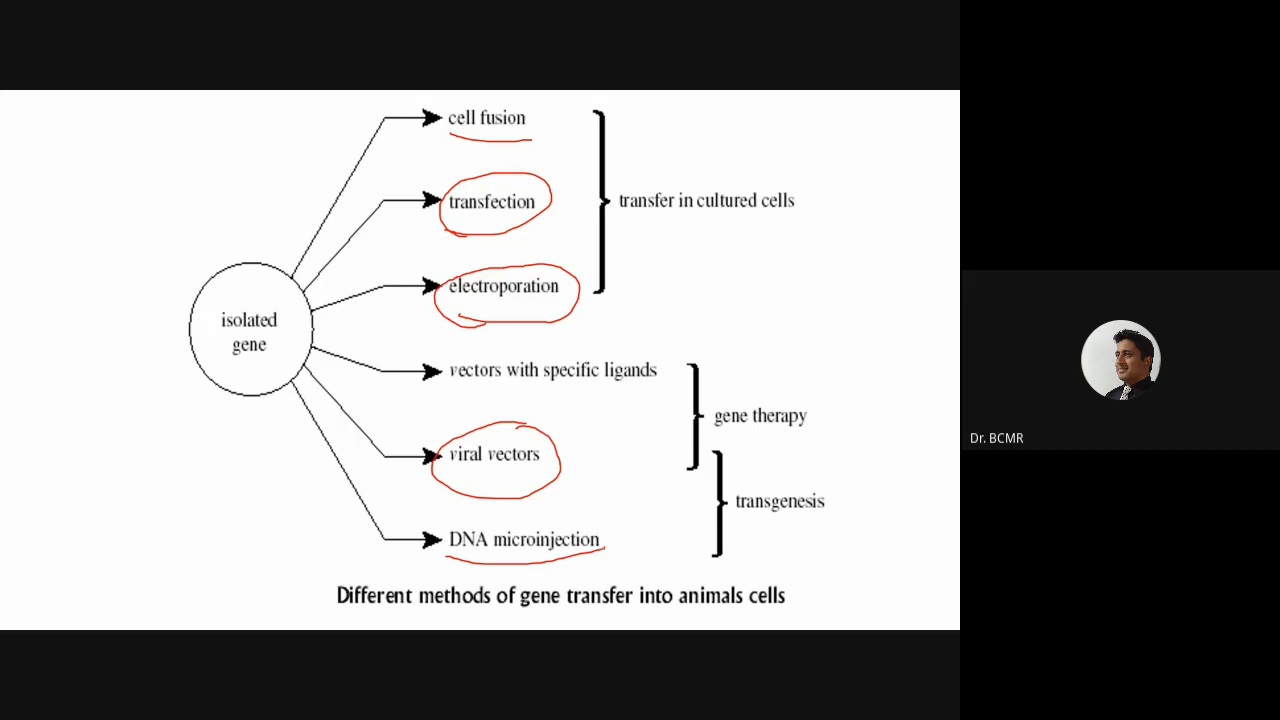 cell fusion
transfection
transfer in cultured cells
electroporation
isolated
gene
vectors with specific ligands
gene therapy
viral vectors
transgenesis
DNA microinjection
Different methods of gene transfer into animals cells
Dr. BCMR